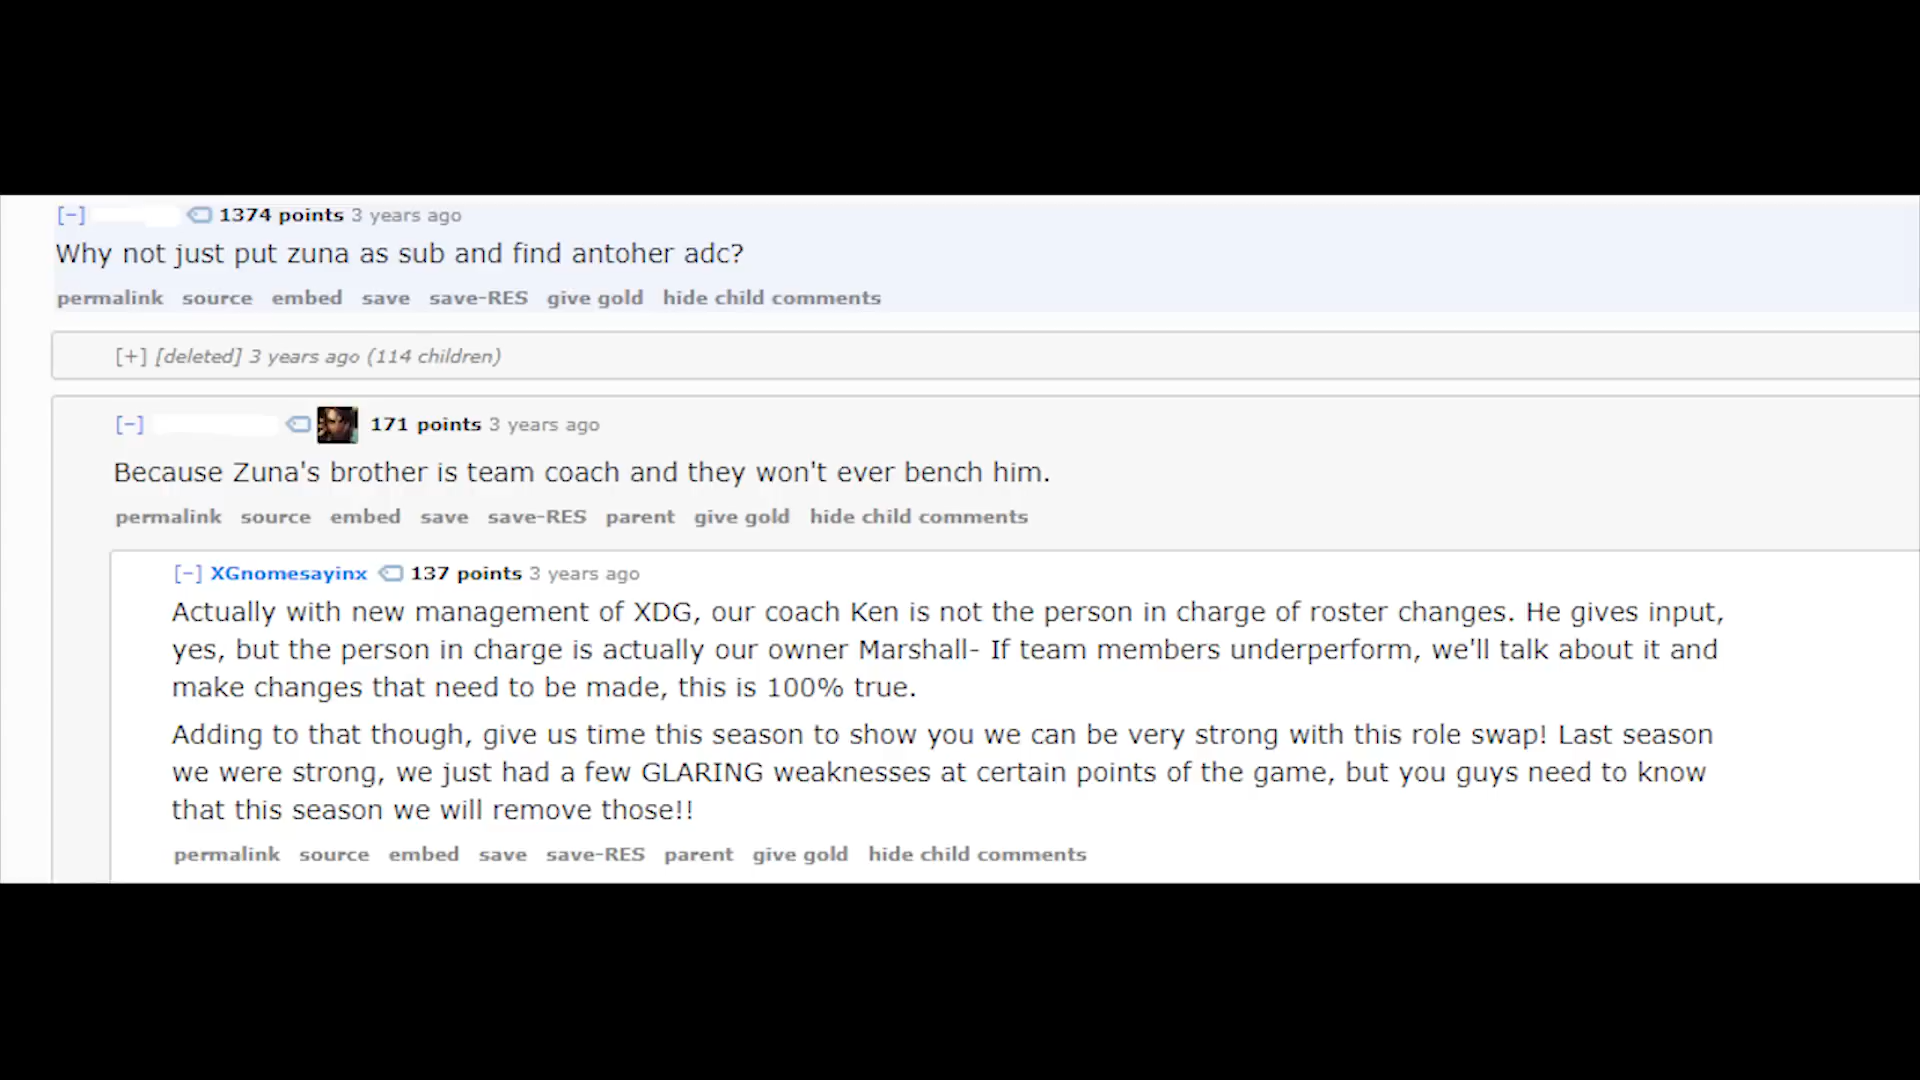 [-] 1374 points 3 years ago
Why not just put zuna as sub and find antoher adc?
permalink source embed save save-RES give gold hide child comments
[+] [deleted] 3 years ago (114 children)
[-] 171 points 3 years ago
Because Zuna's brother is team coach and they won't ever bench him.
permalink source embed save save-RES parent give gold hide child comments
[-] XGnomesayinx 137 points 3 years ago
Actually with new management of XDG, our coach Ken is not the person in charge of roster changes. He gives input,
yes, but the person in charge is actually our owner Marshall- If team members underperform, we'll talk about it and
make changes that need to be made, this is 100% true.
Adding to that though, give us time this season to show you we can be very strong with this role swap! Last season
we were strong, we just had a few GLARING weaknesses at certain points of the game, but you guys need to know
that this season we will remove those!!
permalink source embed save save-RES parent give gold hide child comments